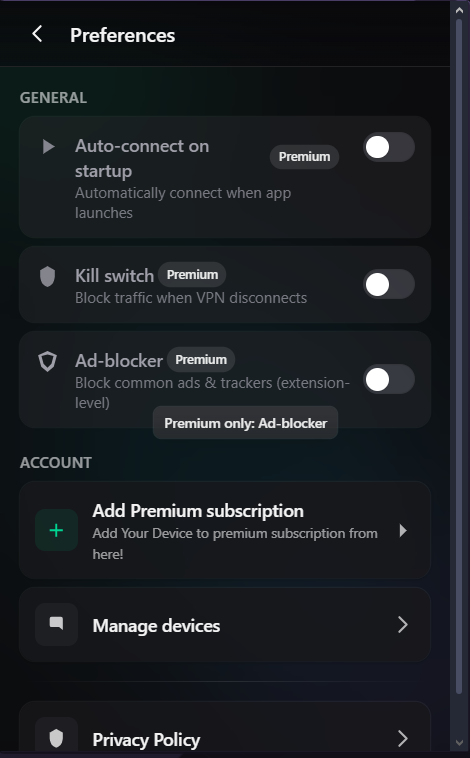 Preferences
GENERAL
Auto-connect on
startup
Premium
Automatically connect when app
launches
Kill switch Premium
Block traffic when VPN disconnects
Ad-blocker Premium
Block common ads & trackers (extension-
level)
Premium only: Ad-blocker
ACCOUNT
Add Premium subscription
Add Your Device to premium subscription from
here!
Manage devices
Privacy Policy